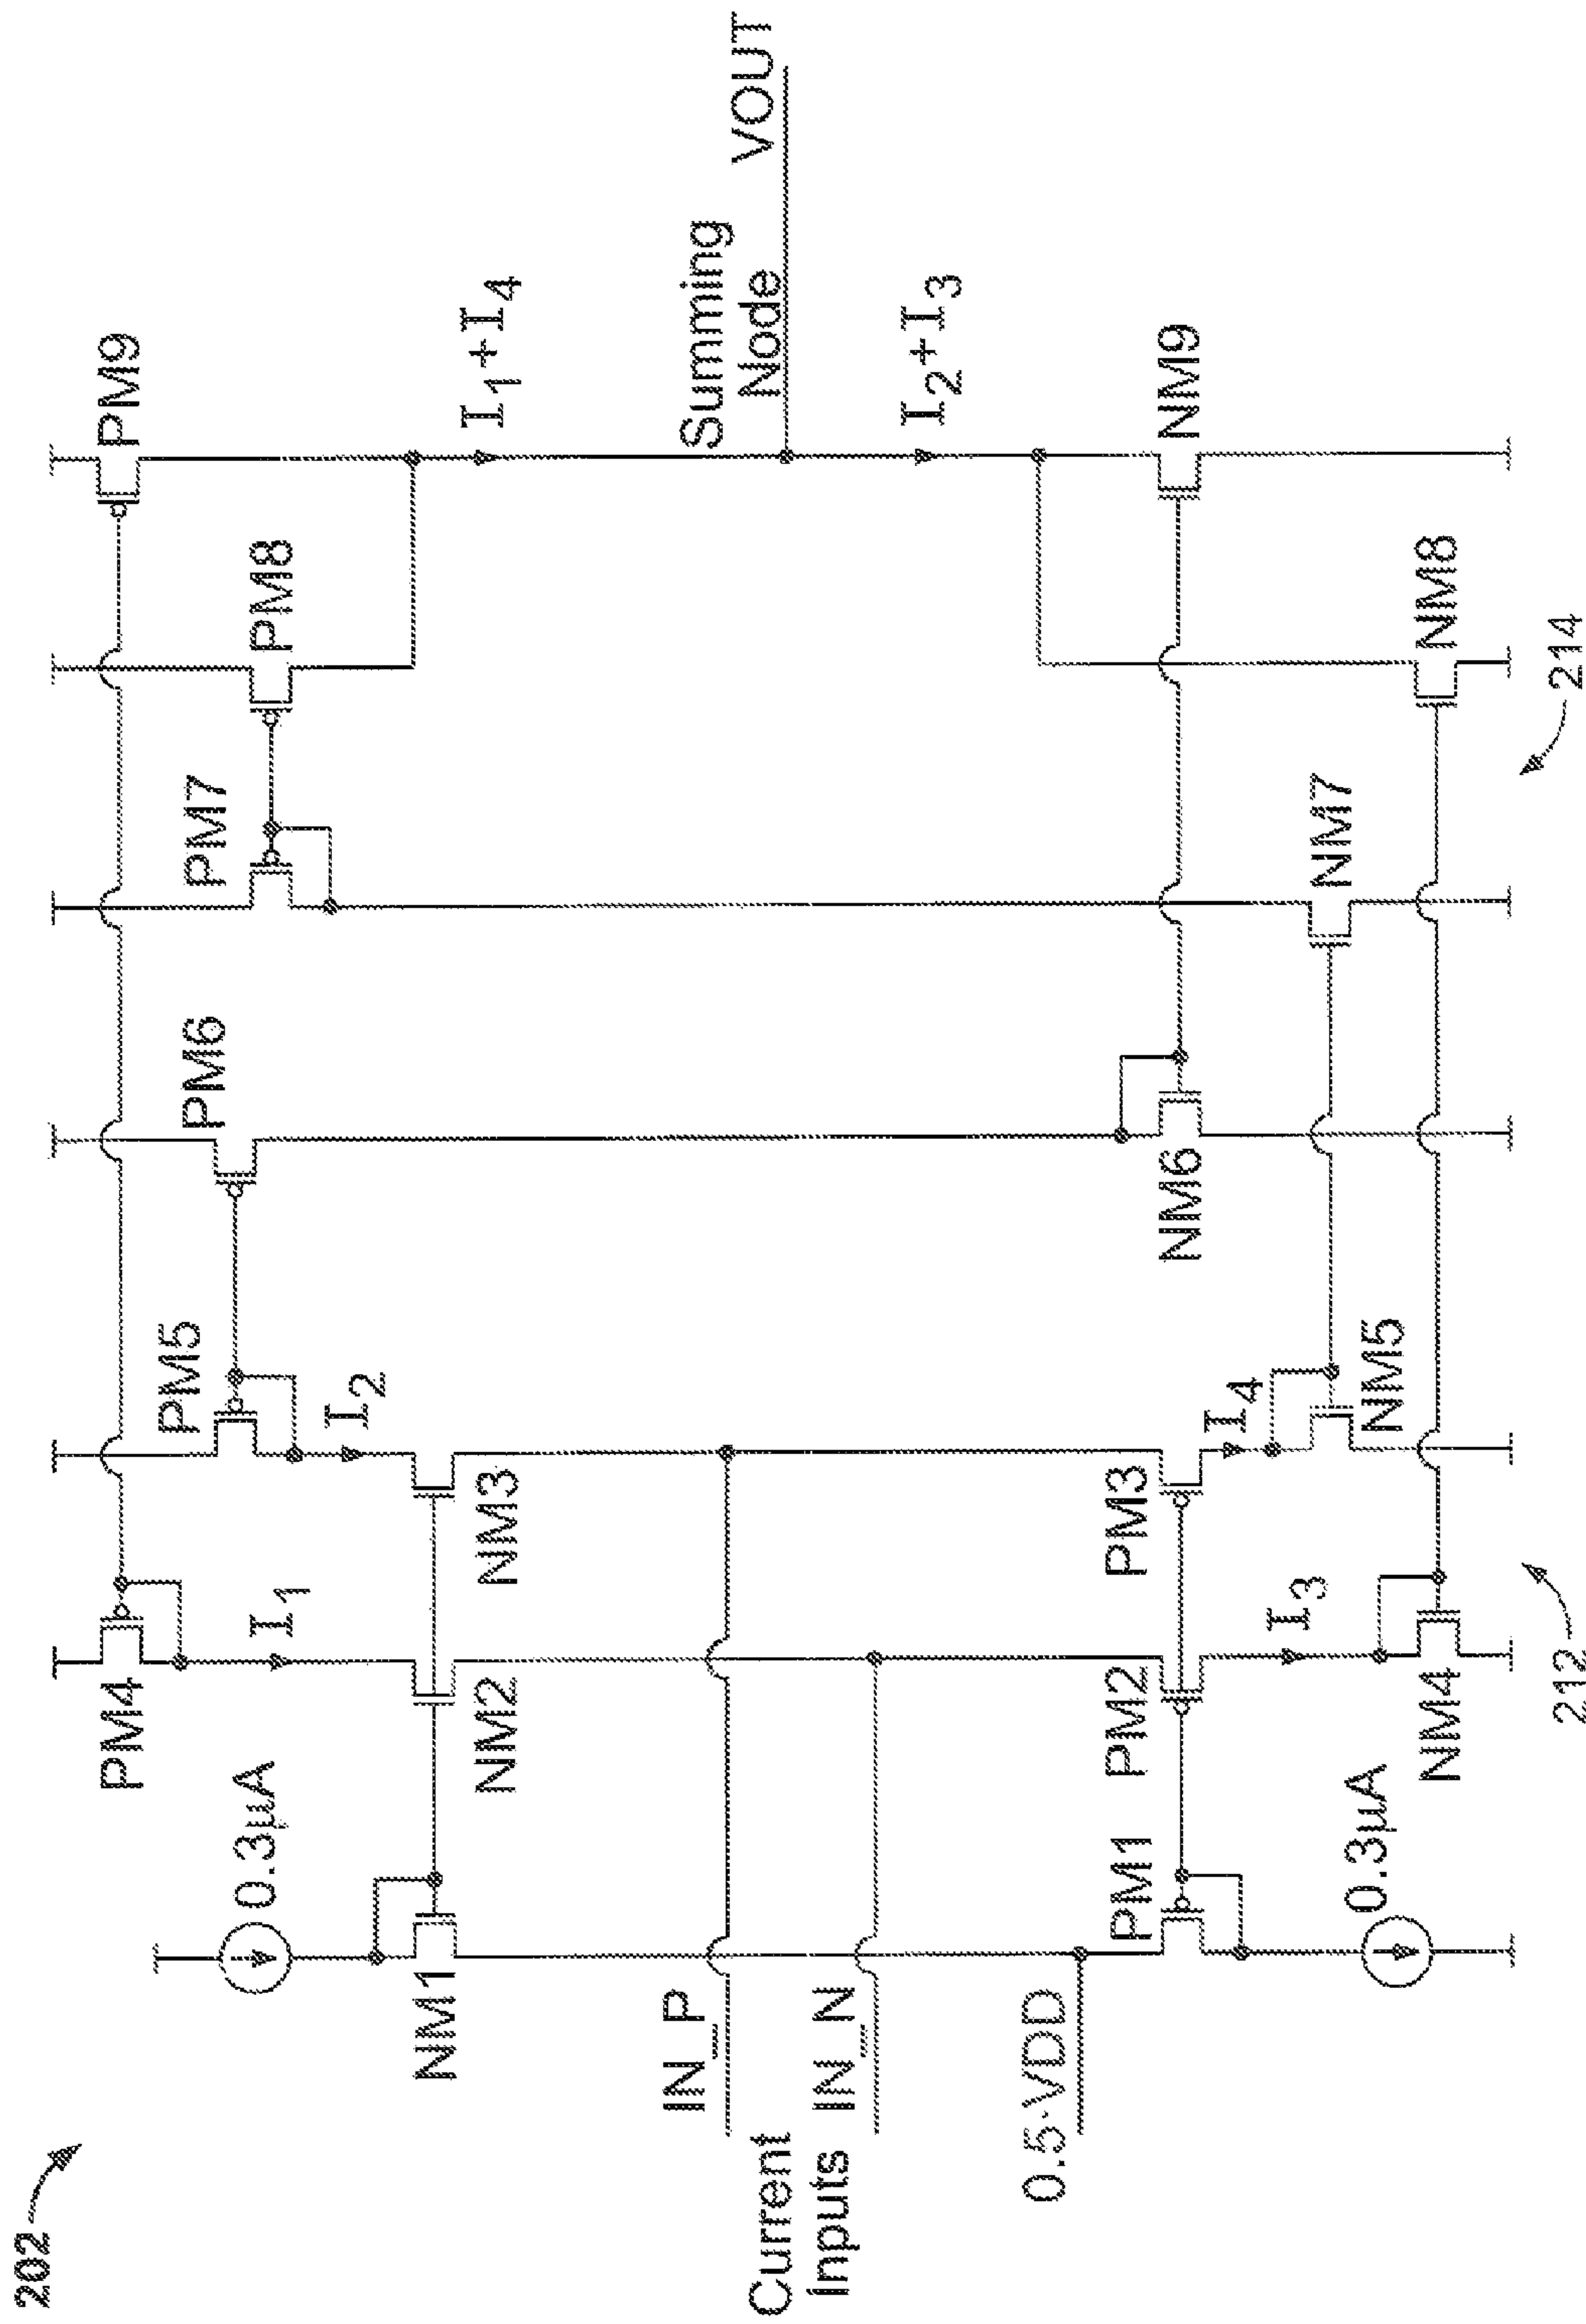 202
PM9
PM8
PM7
PM6
PM5
PM4
0.3µA
I1
I2
I1+I4
NM1
NM2
NM3
Summing
Node
VOUT
IN_P
Current
Inputs
IN_N
0.5·VDD
I2+I3
PM1
PM2
PM3
NM6
NM9
I3
I4
NM7
0.3µA
NM4
NM5
NM8
212
214